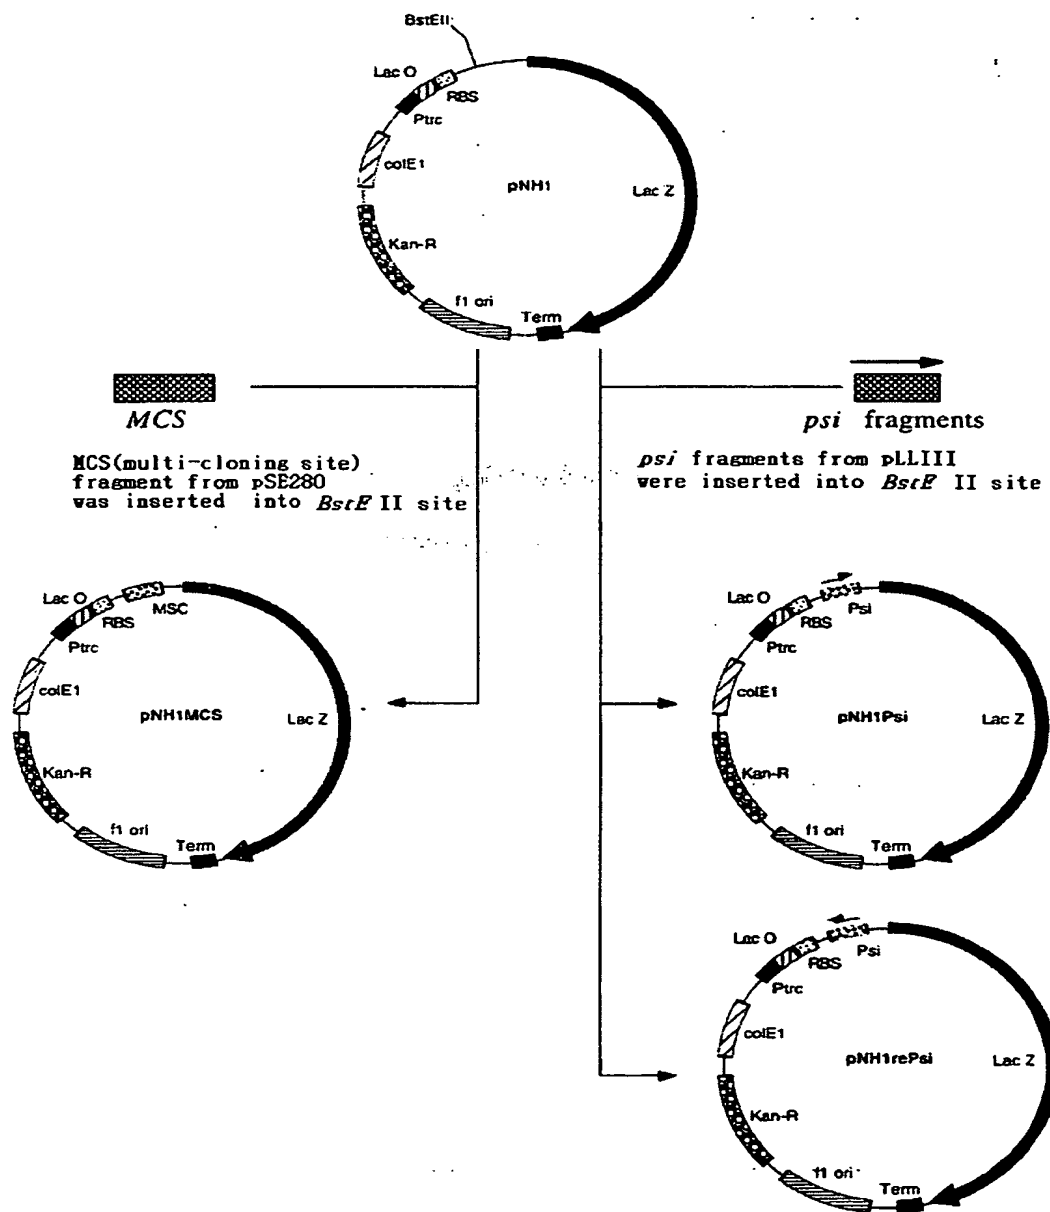 BstEII
Lac O
RBS
Ptrc
colE1
pNH1
Lac Z
Kan-R
f1 ori
Term
MCS
psi fragments
MCS(multi-cloning site)
fragment from pSE280
was inserted into BstE II site
psi fragments from pLLIII
were inserted into BstE II site
Lac O
RBS
MSC
Ptrc
colE1
pNH1MCS
Lac Z
Kan-R
f1 ori
Term
Lac O
RBS
Psi
Ptrc
colE1
pNH1Psi
Lac Z
Kan-R
f1 ori
Term
Lac O
RBS
Psi
Ptrc
colE1
pNH1rePsi
Lac Z
Kan-R
f1 ori
Term